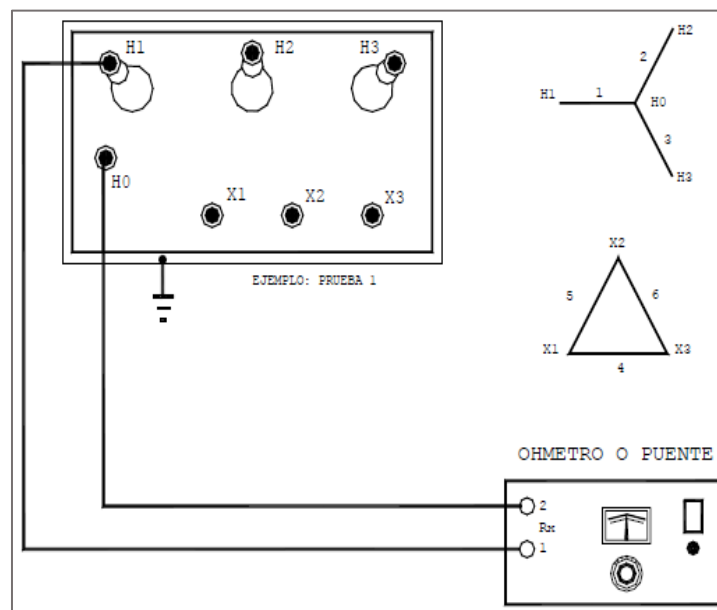 H1
H2
H3
H0
X1
X2
X3
EJEMPLO: PRUEBA 1
H2
2
H1
1
H0
3
H3
X2
5
6
X1
X3
4
OHMETRO O PUENTE
2
Rx
1